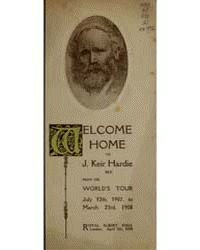 WELCOME
HOME
TO
J. Keir Hardie
M.P.
FROM HIS
WORLD'S TOUR
July 12th, 1907, to
March 23rd, 1908
ROYAL ALBERT HALL
London, April 5th, 1908